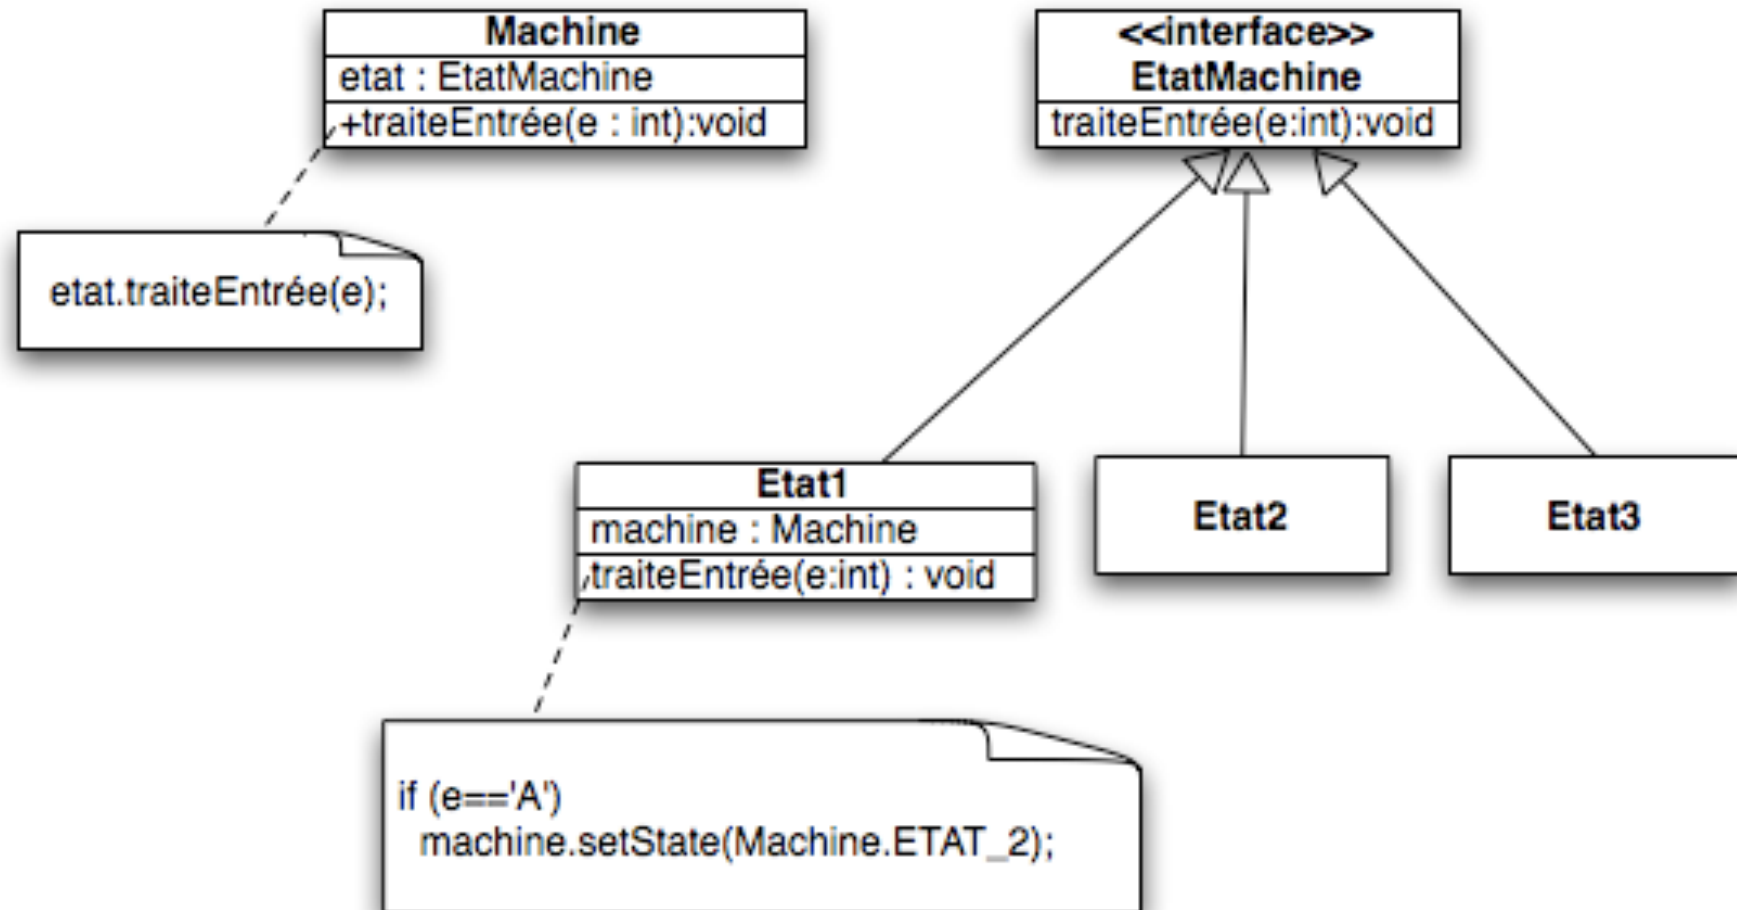 Machine
etat : EtatMachine
+traiteEntrée(e : int):void
<<interface>>
EtatMachine
traiteEntrée(e:int):void
etat.traiteEntrée(e);
Etat1
machine : Machine
traiteEntrée(e:int) : void
Etat2
Etat3
if (e=='A')
machine.setState(Machine.ETAT_2);